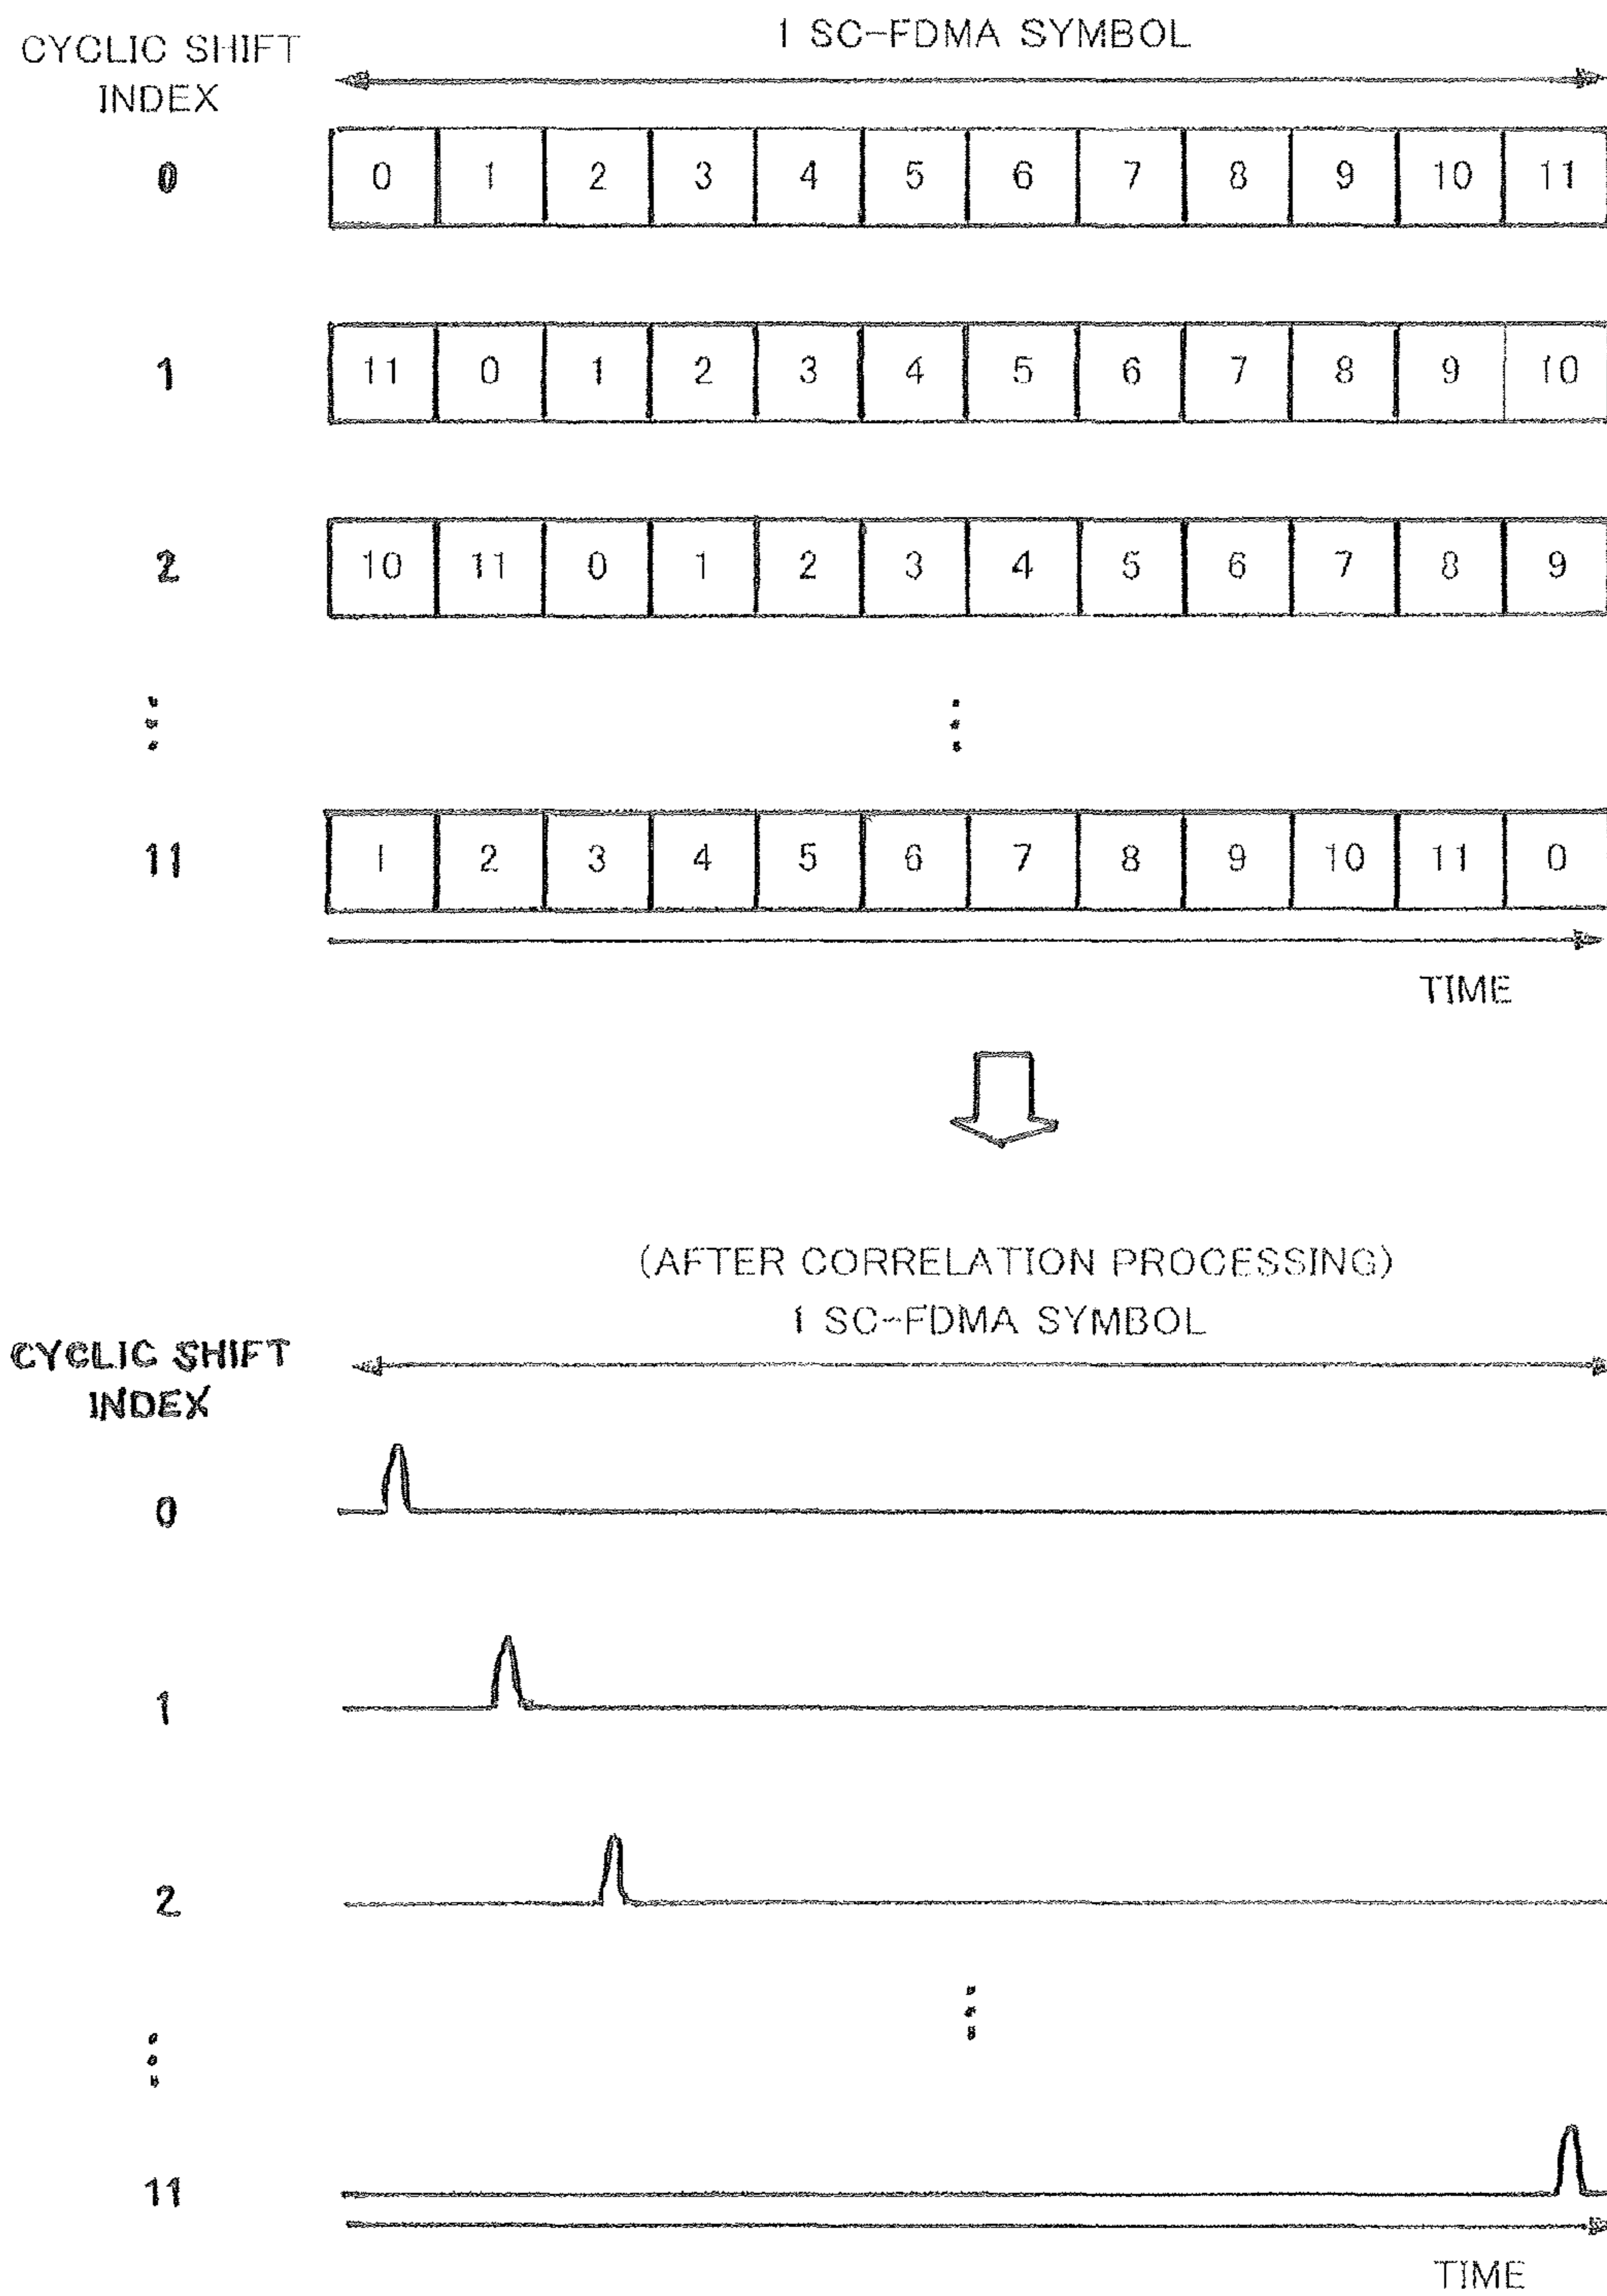 1 SC-FDMA SYMBOL
CYCLIC SHIFT
INDEX
0 0 1 2 3 4 5 6 7 8 9 10 11
1 11 0 1 2 3 4 5 6 7 8 9 10
2 10 11 0 1 2 3 4 5 6 7 8 9
11 1 2 3 4 5 6 7 8 9 10 11 0
TIME
(AFTER CORRELATION PROCESSING)
1 SC-FDMA SYMBOL
CYCLIC SHIFT
INDEX
0
1
2
11
TIME